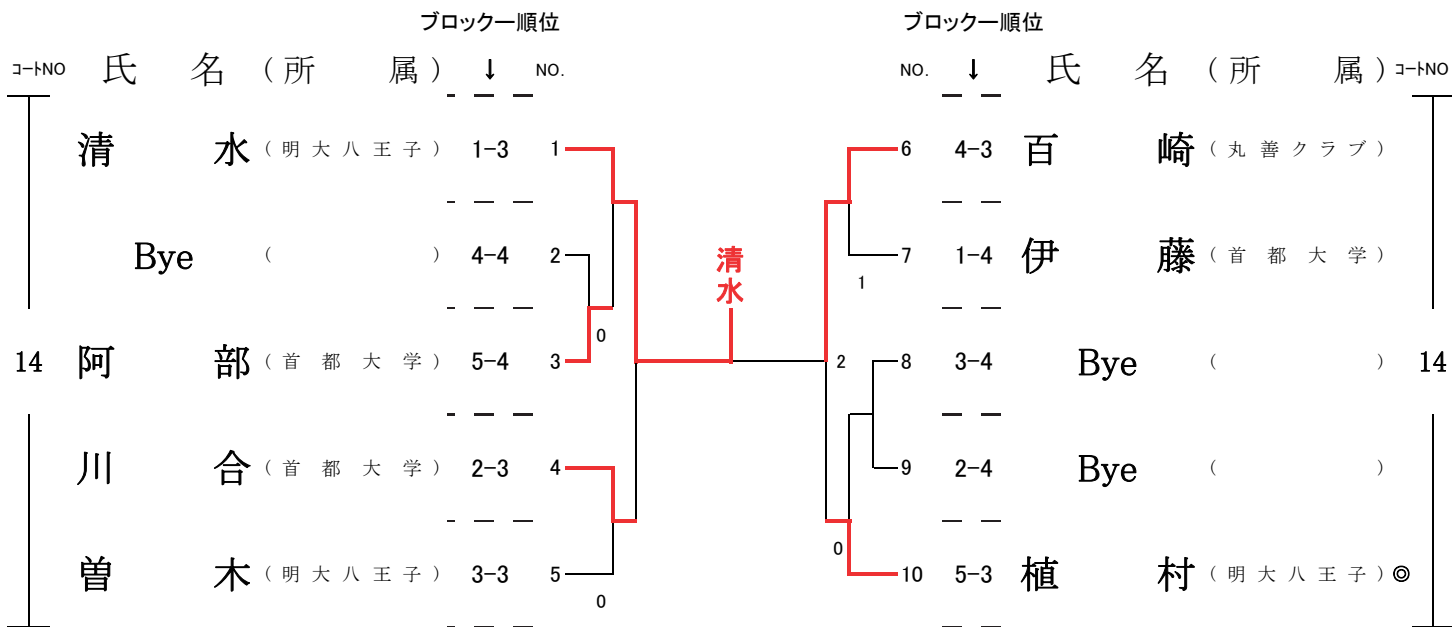 ブロックー順位 ブロックー順位
コートNO 氏 名 (所 属) ↓ NO. NO. ↓ 氏 名 (所 属) コートNO
清 水 (明大八王子) 1-3 1 6 4-3 百 崎 (丸善クラブ)
Bye ( ) 4-4 2 清水 7 1-4 伊 藤 (首都大学)
1
0
14 阿 部 (首都大学) 5-4 3 2 8 3-4 Bye ( ) 14
川 合 (首都大学) 2-3 4 9 2-4 Bye ( )
0
曽 木 (明大八王子) 3-3 5 10 5-3 植 村 (明大八王子) ◎
0